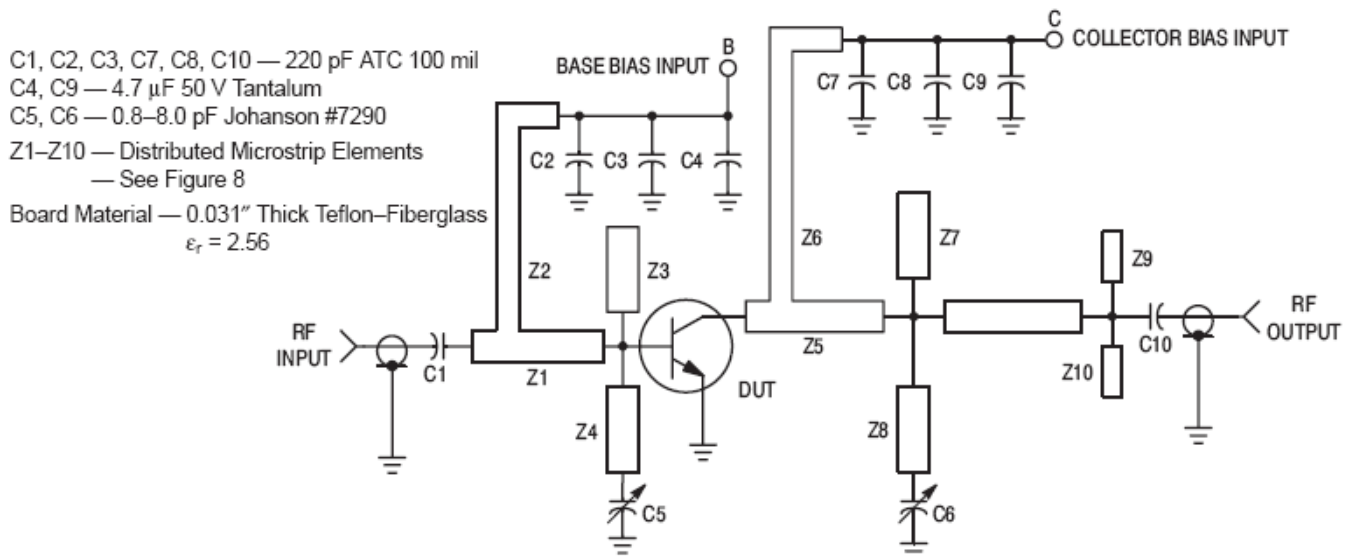 C1, C2, C3, C7, C8, C10 — 220 pF ATC 100 mil
C4, C9 — 4.7 μF 50 V Tantalum
C5, C6 — 0.8–8.0 pF Johanson #7290
Z1–Z10 — Distributed Microstrip Elements
— See Figure 8
Board Material — 0.031″ Thick Teflon–Fiberglass
εr = 2.56
BASE BIAS INPUT
B
C
COLLECTOR BIAS INPUT
C2
C3
C4
C7
C8
C9
Z2
Z3
Z6
Z7
Z9
RF
INPUT
C1
Z1
DUT
Z5
C10
RF
OUTPUT
Z4
Z8
Z10
C5
C6